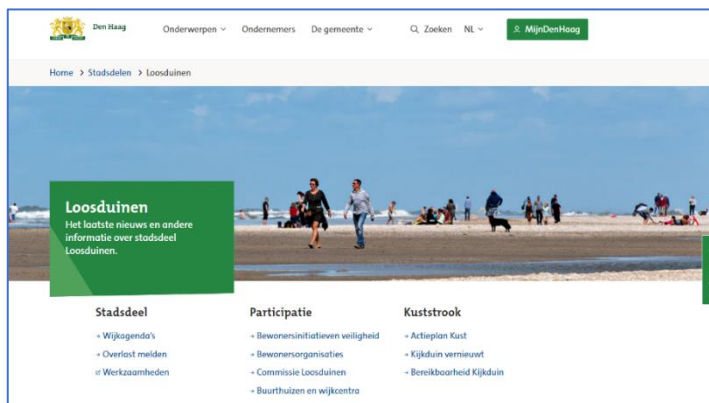 Den Haag
Onderwerpen
Ondernemers
De gemeente
Zoeken
NL
MijnDenHaag
Home > Stadsdelen > Loosduinen
Loosduinen
Het laatste nieuws en andere
informatie over stadsdeel
Loosduinen.
Stadsdeel
Wijkagenda's
Overlast melden
Werkzaamheden
Participatie
Bewonersinitiatieven veiligheid
Bewonersorganisaties
Commissie Loosduinen
Buurthuizen en wijkcentra
Kuststrook
Actieplan Kust
Kijkduin vernieuwt
Bereikbaarheid Kijkduin